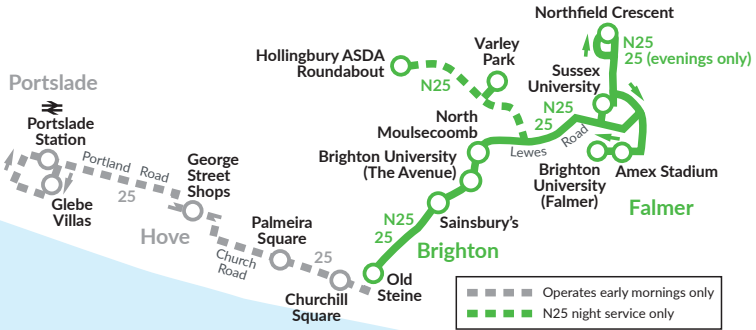 Northfield Crescent
N25
25 (evenings only)
Hollingbury ASDA
Roundabout
N25
Varley
Park
Sussex
University
N25
25
Portslade
Portslade
Station
North
Moulsecoomb
Lewes
Road
Brighton University
(The Avenue)
Brighton
University
(Falmer)
Amex Stadium
Falmer
Portland Road
25
George
Street
Shops
Glebe
Villas
Hove
Palmeira
Square
Church
Road
25
N25
25
Sainsbury's
Brighton
Old
Steine
Churchill
Square
Operates early mornings only
N25 night service only